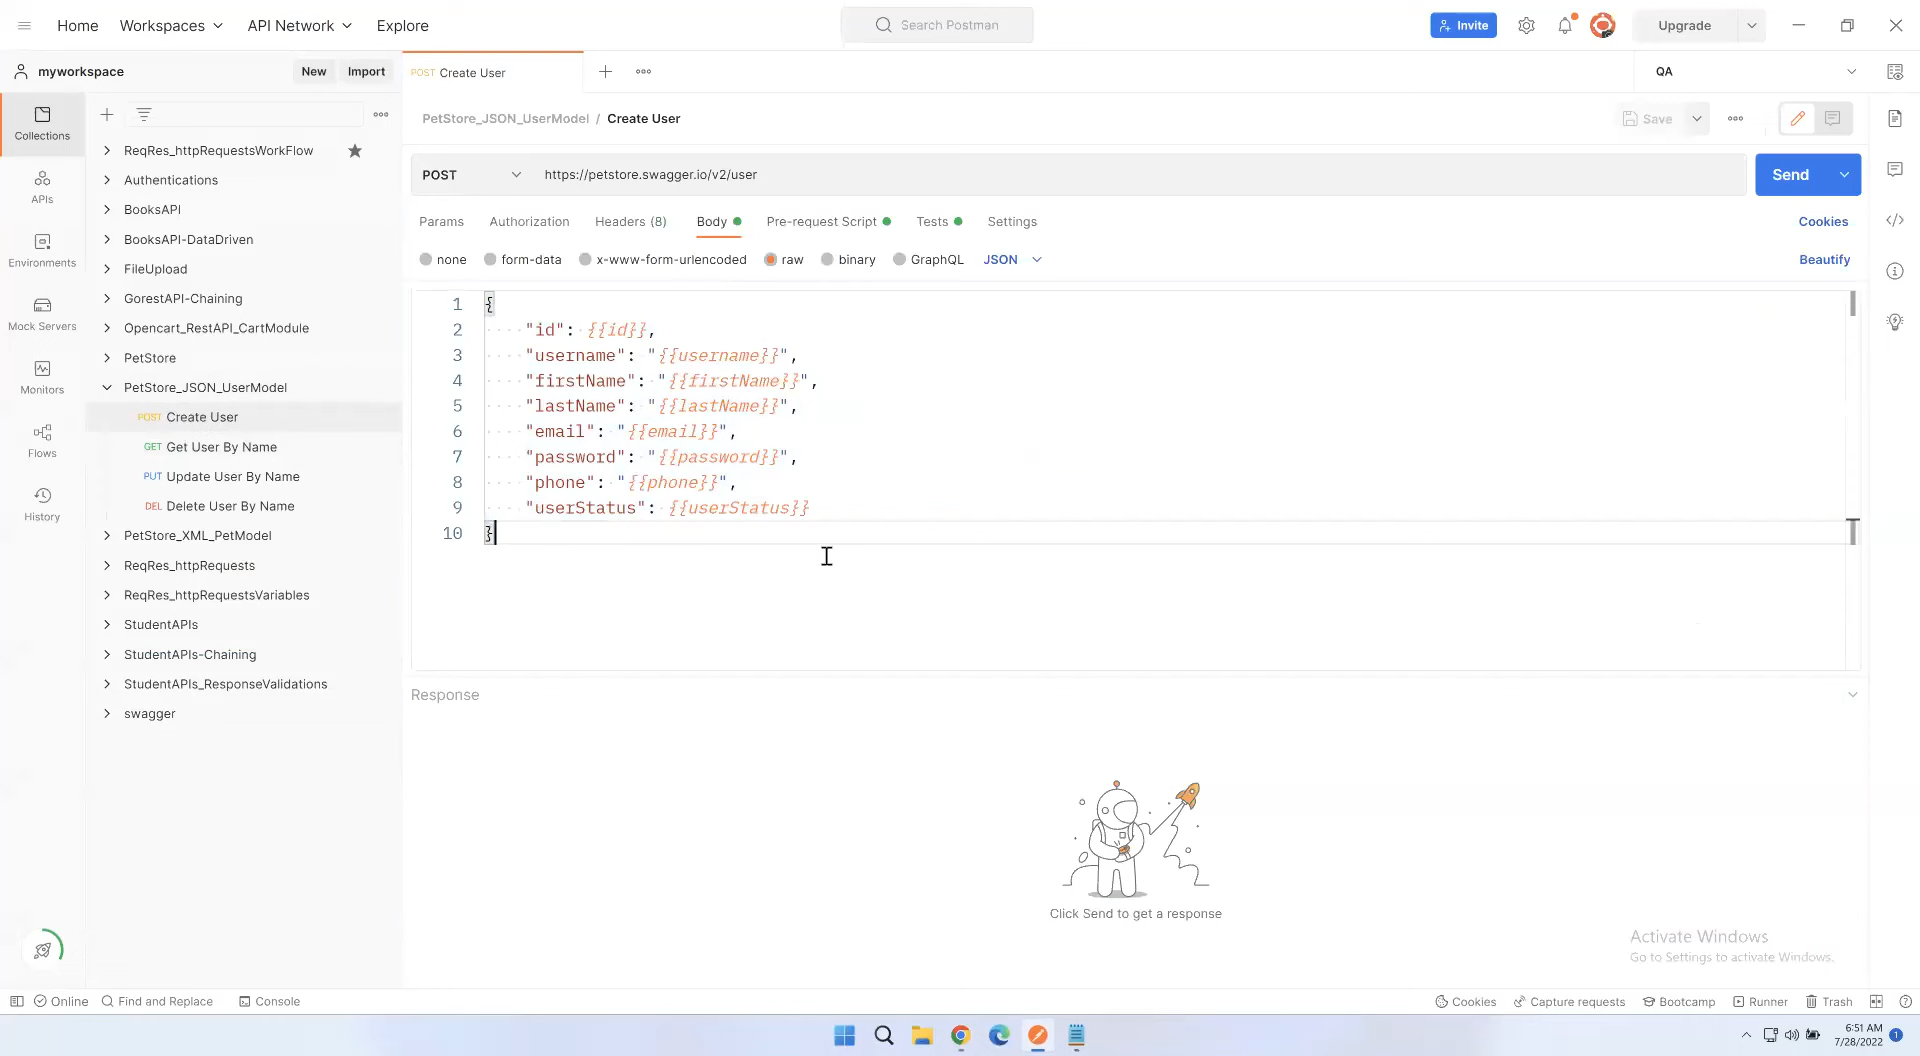 Home Workspaces API Network Explore Search Postman Invite Upgrade
myworkspace New Import POST Create User QA
PetStore_JSON_UserModel / Create User Save
Collections
APIs
Environments
Mock Servers
Monitors
Flows
History
ReqRes_httpRequestsWorkFlow
Authentications
BooksAPI
BooksAPI-DataDriven
FileUpload
GorestAPI-Chaining
Opencart_RestAPI_CartModule
PetStore
PetStore_JSON_UserModel
POST Create User
GET Get User By Name
PUT Update User By Name
DEL Delete User By Name
PetStore_XML_PetModel
ReqRes_httpRequests
ReqRes_httpRequestsVariables
StudentAPIs
StudentAPIs-Chaining
StudentAPIs_ResponseValidations
swagger
POST https://petstore.swagger.io/v2/user Send
Params Authorization Headers (8) Body Pre-request Script Tests Settings Cookies
none form-data x-www-form-urlencoded raw binary GraphQL JSON Beautify
1 {
2 "id": {{id}},
3 "username": "{{username}}",
4 "firstName": "{{firstName}}",
5 "lastName": "{{lastName}}",
6 "email": "{{email}}",
7 "password": "{{password}}",
8 "phone": "{{phone}}",
9 "userStatus": {{userStatus}}
10 }
Response
Click Send to get a response
Activate Windows
Go to Settings to activate Windows.
Online Find and Replace Console Cookies Capture requests Bootcamp Runner Trash
6:51 AM
7/28/2022 1